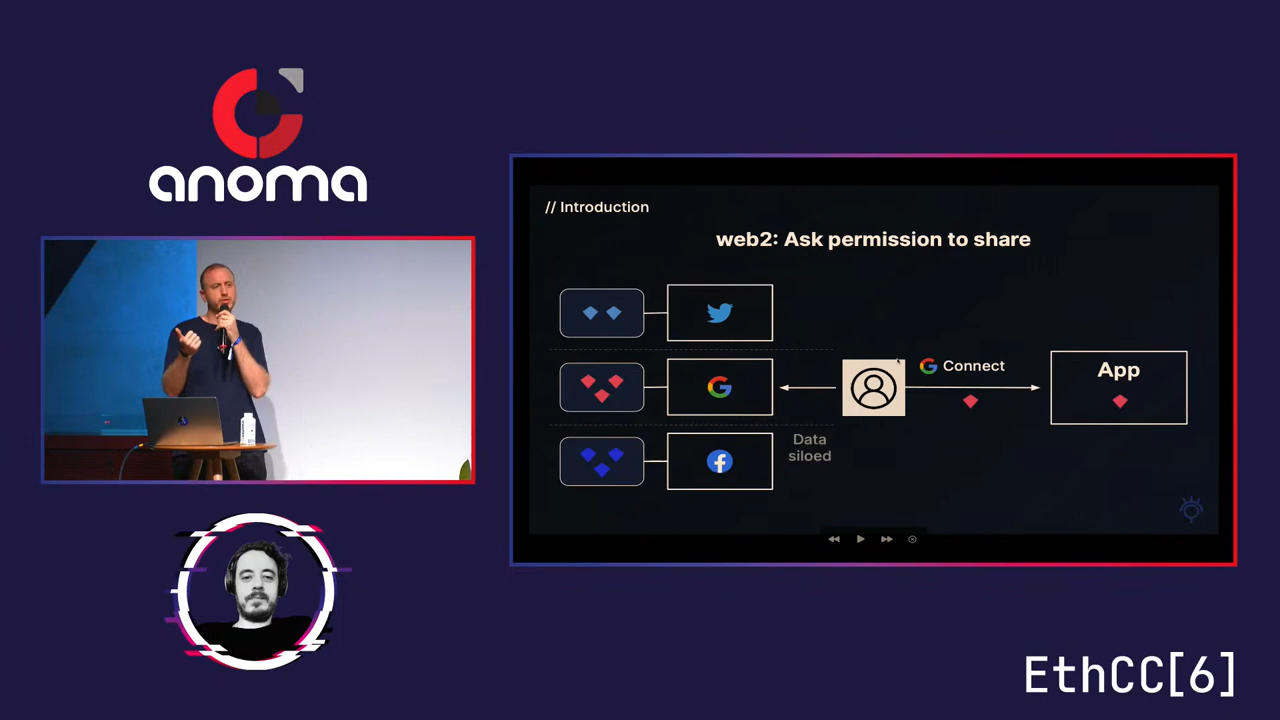 anoma
// Introduction
web2: Ask permission to share
Connect
App
Data
siloed
EthCC[6]